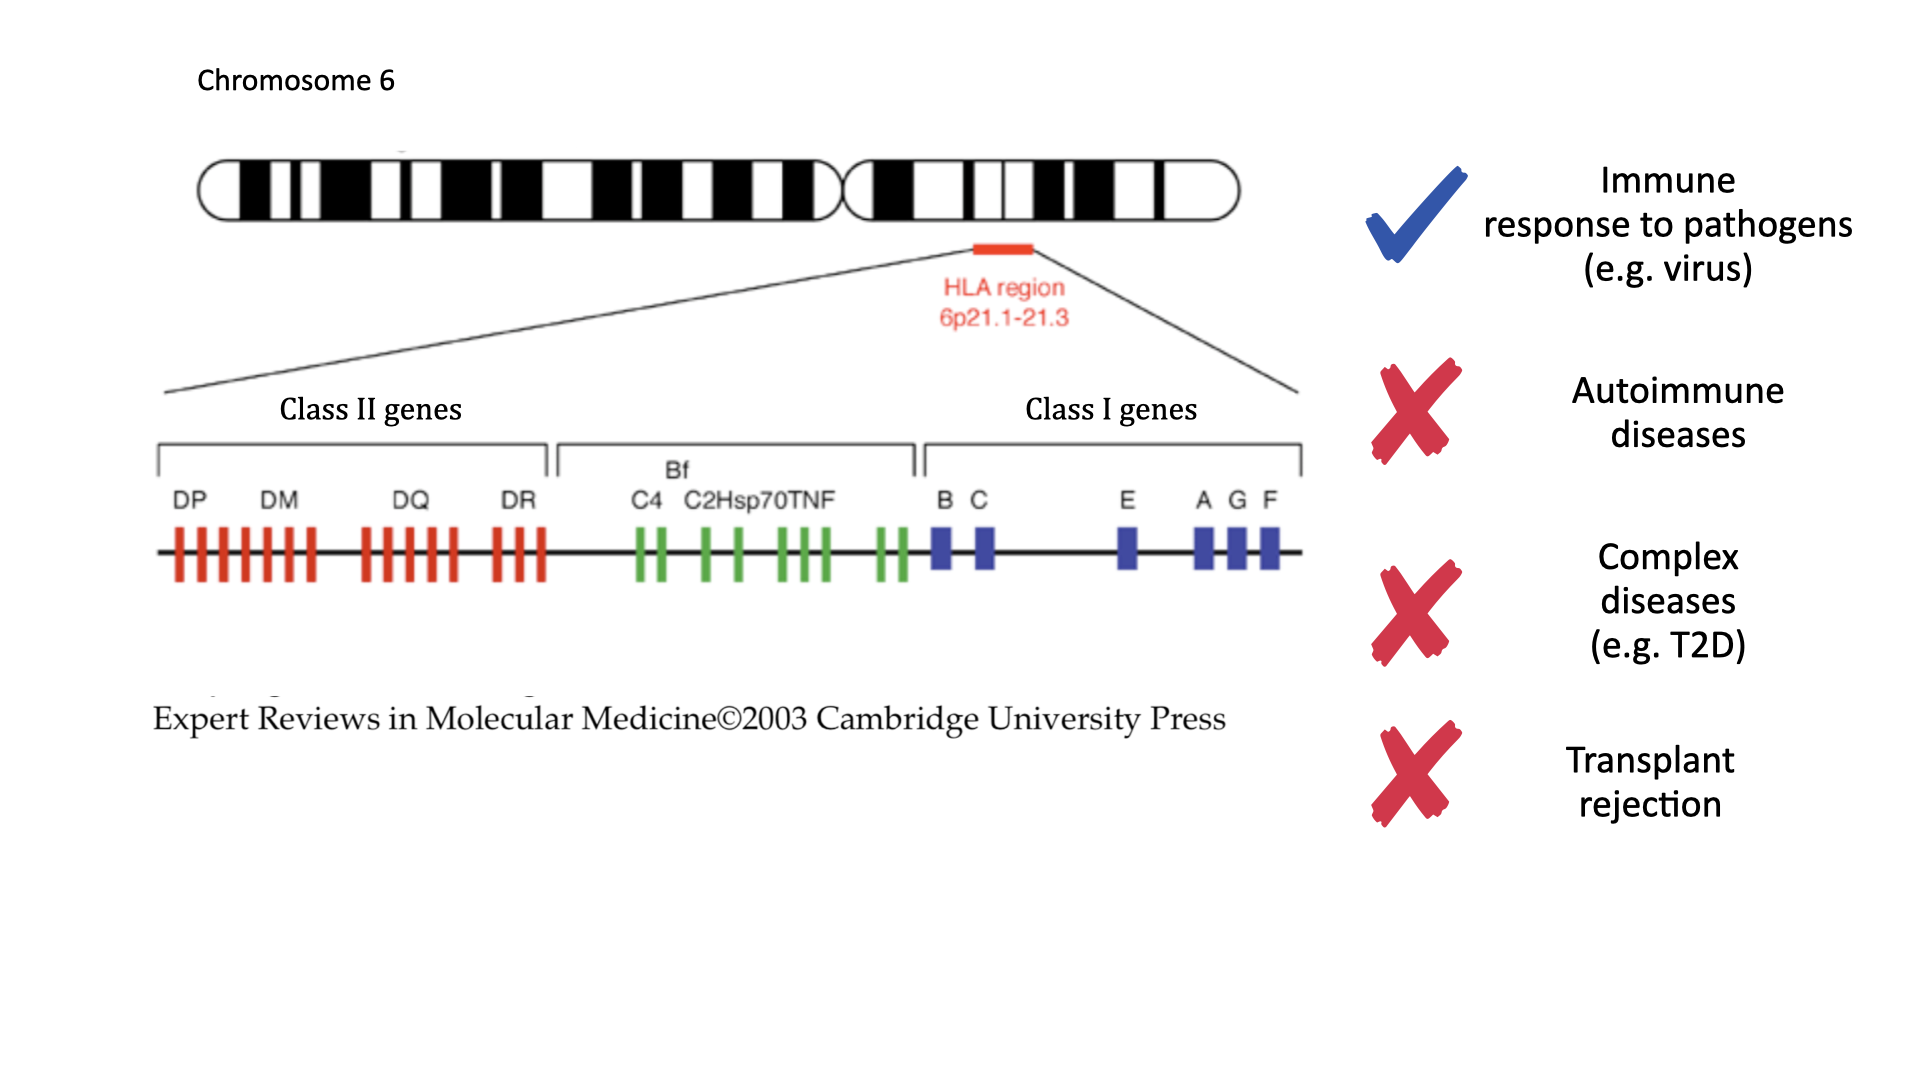 Chromosome 6
HLA region
6p21.1-21.3
Class II genes
Class I genes
Bf
DP DM DQ DR C4 C2Hsp70TNF B C E A G F
Expert Reviews in Molecular Medicine©2003 Cambridge University Press
Immune
response to pathogens
(e.g. virus)
Autoimmune
diseases
Complex
diseases
(e.g. T2D)
Transplant
rejection